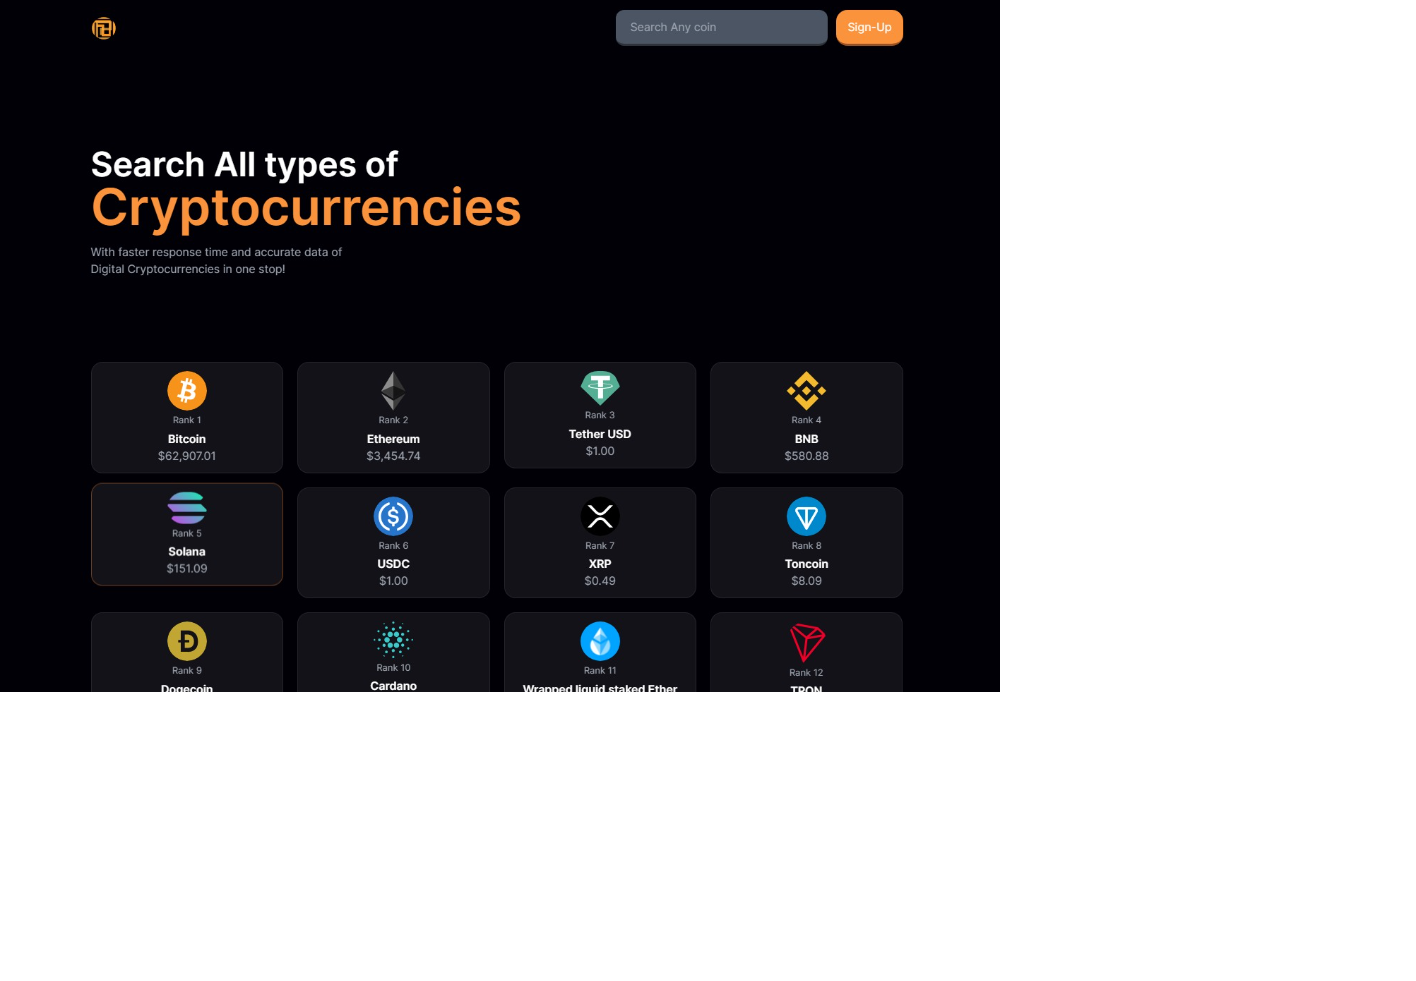 Search Any coin
Sign-Up
Search All types of
Cryptocurrencies
With faster response time and accurate data of
Digital Cryptocurrencies in one stop!
Rank 1
Bitcoin
$62,907.01
Rank 2
Ethereum
$3,454.74
Rank 3
Tether USD
$1.00
Rank 4
BNB
$580.88
Rank 5
Solana
$151.09
Rank 6
USDC
$1.00
Rank 7
XRP
$0.49
Rank 8
Toncoin
$8.09
Rank 9
Dogecoin
Rank 10
Cardano
Rank 11
Wrapped liquid staked Ether
Rank 12
TRON